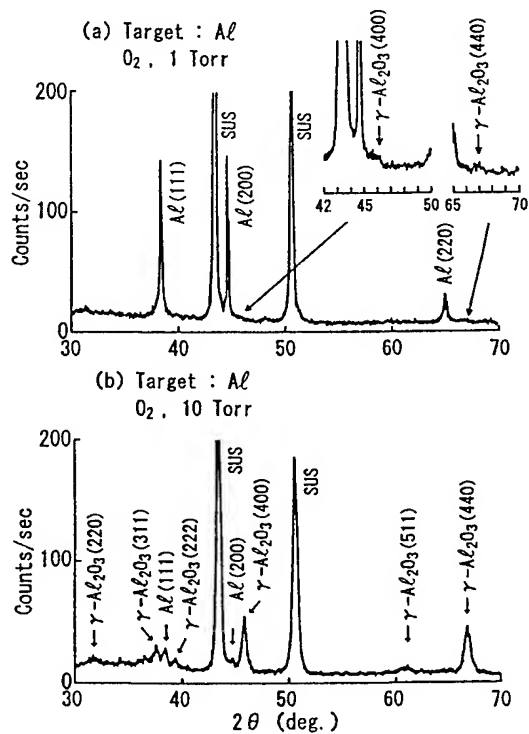 (a) Target : Aℓ
O₂ , 1 Torr
Counts/sec
200
100
0
30
40
50
60
70
Aℓ(111)
SUS
Aℓ(200)
SUS
Aℓ(220)
γ-Aℓ₂O₃(400)
γ-Aℓ₂O₃(440)
42
45
50
65
70
(b) Target : Aℓ
O₂ , 10 Torr
Counts/sec
200
100
0
γ-Aℓ₂O₃(220)
γ-Aℓ₂O₃(311)
Aℓ(111)
γ-Aℓ₂O₃(222)
SUS
Aℓ(200)
γ-Aℓ₂O₃(400)
SUS
γ-Aℓ₂O₃(511)
γ-Aℓ₂O₃(440)
30
40
50
60
70
2θ (deg.)